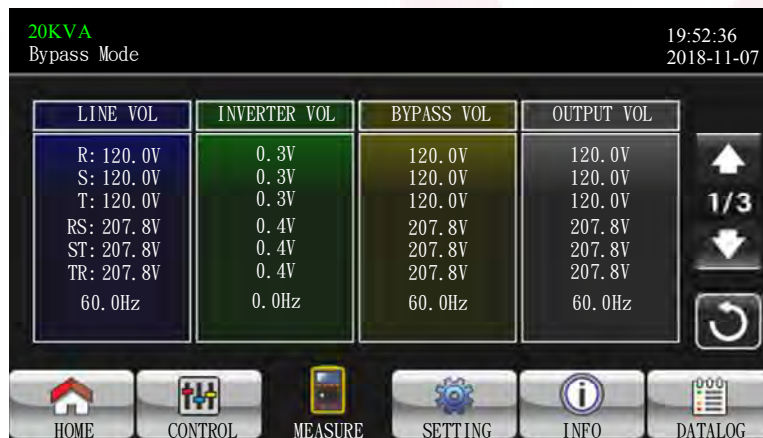 20KVA
Bypass Mode
19:52:36
2018-11-07
LINE VOL
R: 120.0V
S: 120.0V
T: 120.0V
RS: 207.8V
ST: 207.8V
TR: 207.8V
60.0Hz
INVERTER VOL
0.3V
0.3V
0.3V
0.4V
0.4V
0.4V
0.0Hz
BYPASS VOL
120.0V
120.0V
120.0V
207.8V
207.8V
207.8V
60.0Hz
OUTPUT VOL
120.0V
120.0V
120.0V
207.8V
207.8V
207.8V
60.0Hz
1/3
HOME
CONTROL
MEASURE
SETTING
INFO
DATALOG